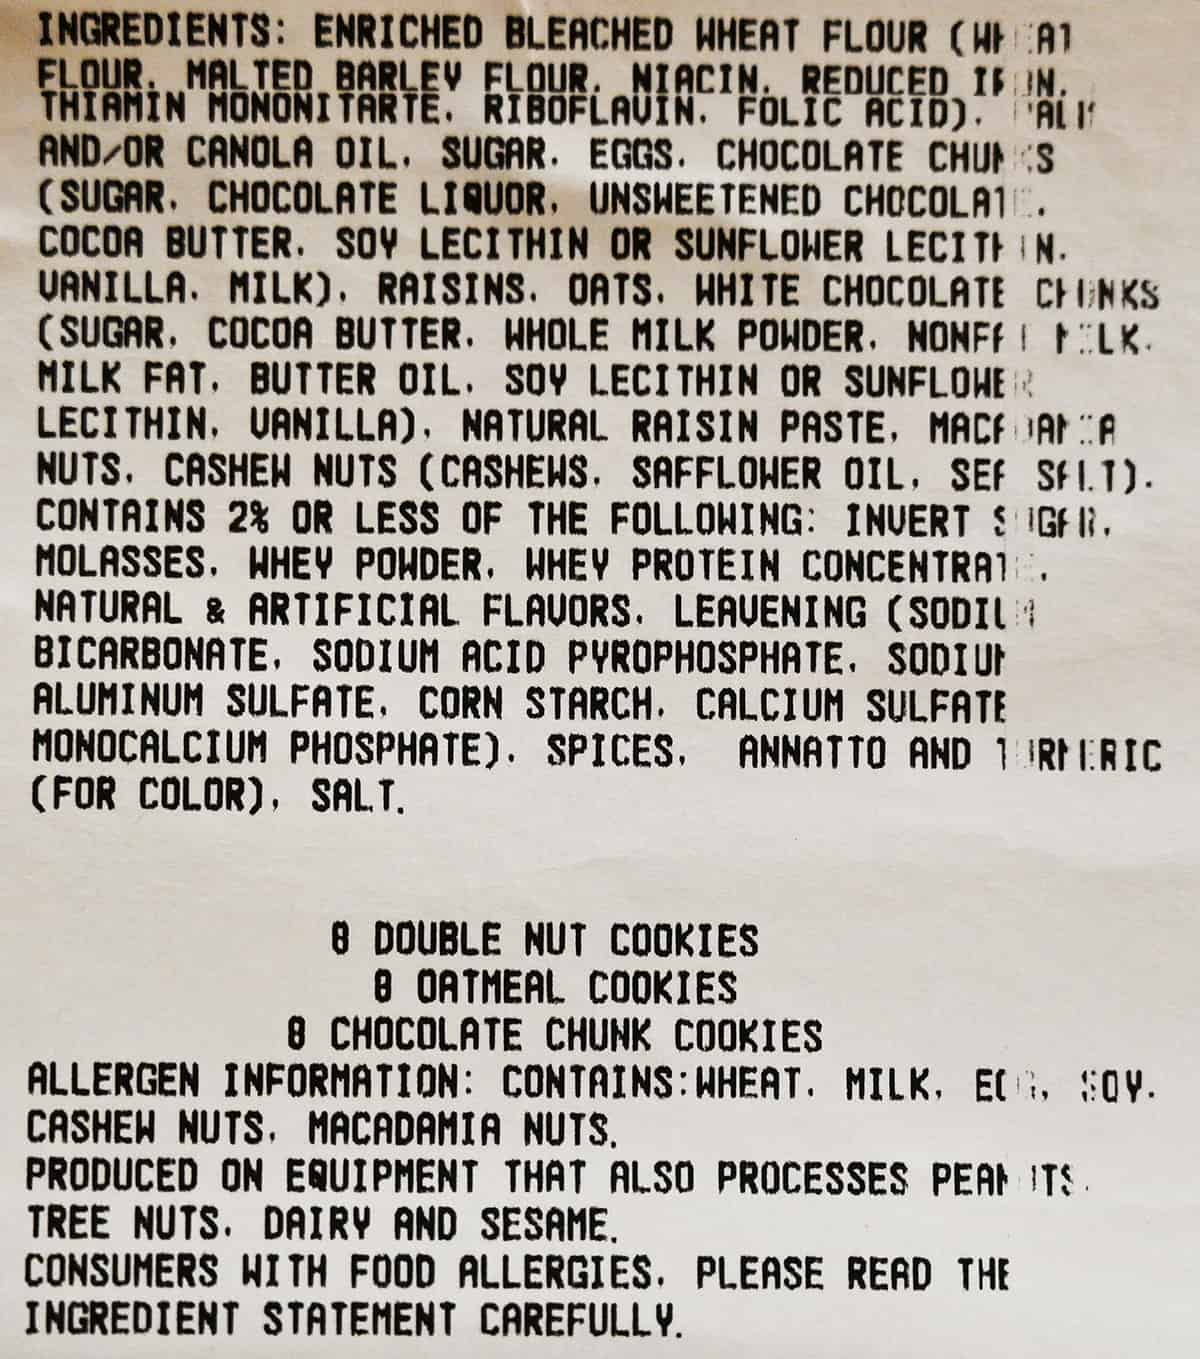 INGREDIENTS: ENRICHED BLEACHED WHEAT FLOUR (WHEAT
FLOUR, MALTED BARLEY FLOUR, NIACIN, REDUCED IRON,
THIAMIN MONONITARTE, RIBOFLAVIN, FOLIC ACID), PALM
AND/OR CANOLA OIL, SUGAR, EGGS, CHOCOLATE CHUNKS
(SUGAR, CHOCOLATE LIQUOR, UNSWEETENED CHOCOLATE,
COCOA BUTTER, SOY LECITHIN OR SUNFLOWER LECITHIN,
VANILLA, MILK), RAISINS, OATS, WHITE CHOCOLATE CHUNKS
(SUGAR, COCOA BUTTER, WHOLE MILK POWDER, NONFAT MILK,
MILK FAT, BUTTER OIL, SOY LECITHIN OR SUNFLOWER
LECITHIN, VANILLA), NATURAL RAISIN PASTE, MACADAMIA
NUTS, CASHEW NUTS (CASHEWS, SAFFLOWER OIL, SEA SALT).
CONTAINS 2% OR LESS OF THE FOLLOWING: INVERT SUGAR,
MOLASSES, WHEY POWDER, WHEY PROTEIN CONCENTRATE,
NATURAL & ARTIFICIAL FLAVORS, LEAVENING (SODIUM
BICARBONATE, SODIUM ACID PYROPHOSPHATE, SODIUM
ALUMINUM SULFATE, CORN STARCH, CALCIUM SULFATE
MONOCALCIUM PHOSPHATE), SPICES, ANNATTO AND TURMERIC
(FOR COLOR), SALT.
8 DOUBLE NUT COOKIES
8 OATMEAL COOKIES
8 CHOCOLATE CHUNK COOKIES
ALLERGEN INFORMATION: CONTAINS:WHEAT, MILK, EGG, SOY,
CASHEW NUTS, MACADAMIA NUTS.
PRODUCED ON EQUIPMENT THAT ALSO PROCESSES PEANUTS,
TREE NUTS, DAIRY AND SESAME.
CONSUMERS WITH FOOD ALLERGIES, PLEASE READ THE
INGREDIENT STATEMENT CAREFULLY.